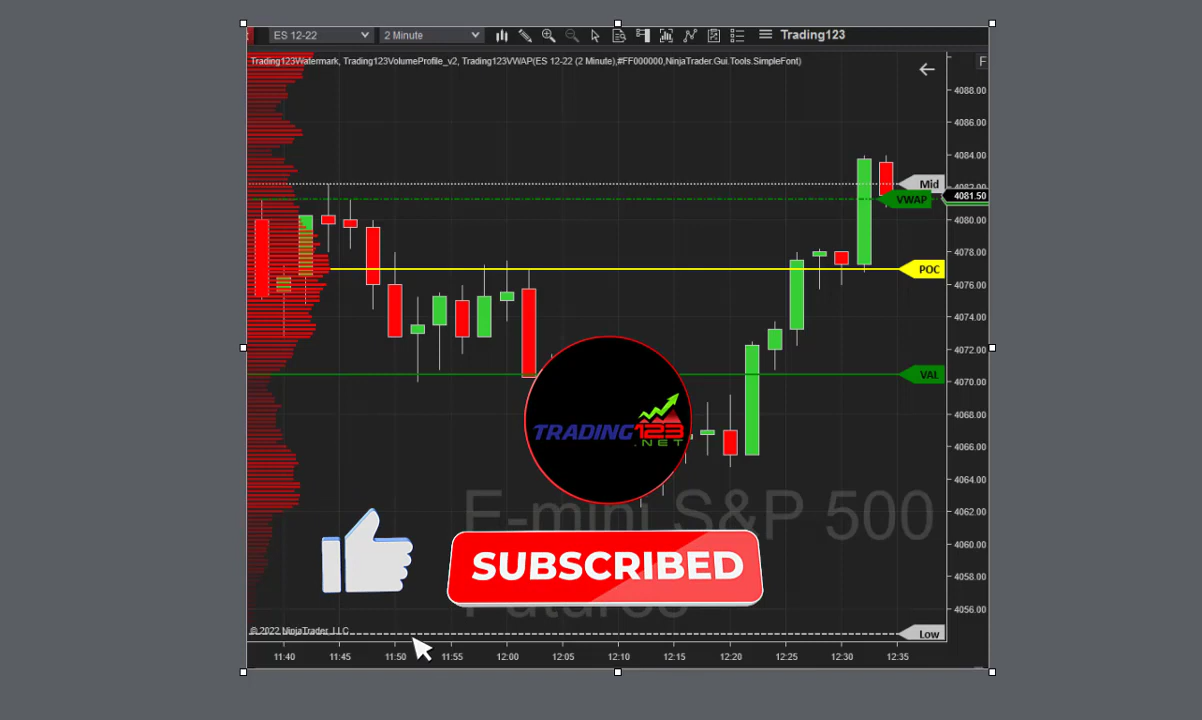 ES 12-22 2 Minute Trading123
Trading123Watermark, Trading123VolumeProfile_v2, Trading123VWAP(ES 12-22 (2 Minute),#FF000000,NinjaTrader.Gui.Tools.SimpleFont)
F
4088.00
4086.00
4084.00
Mid
4082.00
4081.50
VWAP
4080.00
4078.00
POC
4076.00
4074.00
4072.00
VAL
4070.00
4068.00
TRADING123
.NET
4066.00
4064.00
E-mini S&P 500
4062.00
4060.00
SUBSCRIBED
4058.00
Futures
4056.00
© 2022 NinjaTrader, LLC
Low
11:40 11:45 11:50 11:55 12:00 12:05 12:10 12:15 12:20 12:25 12:30 12:35